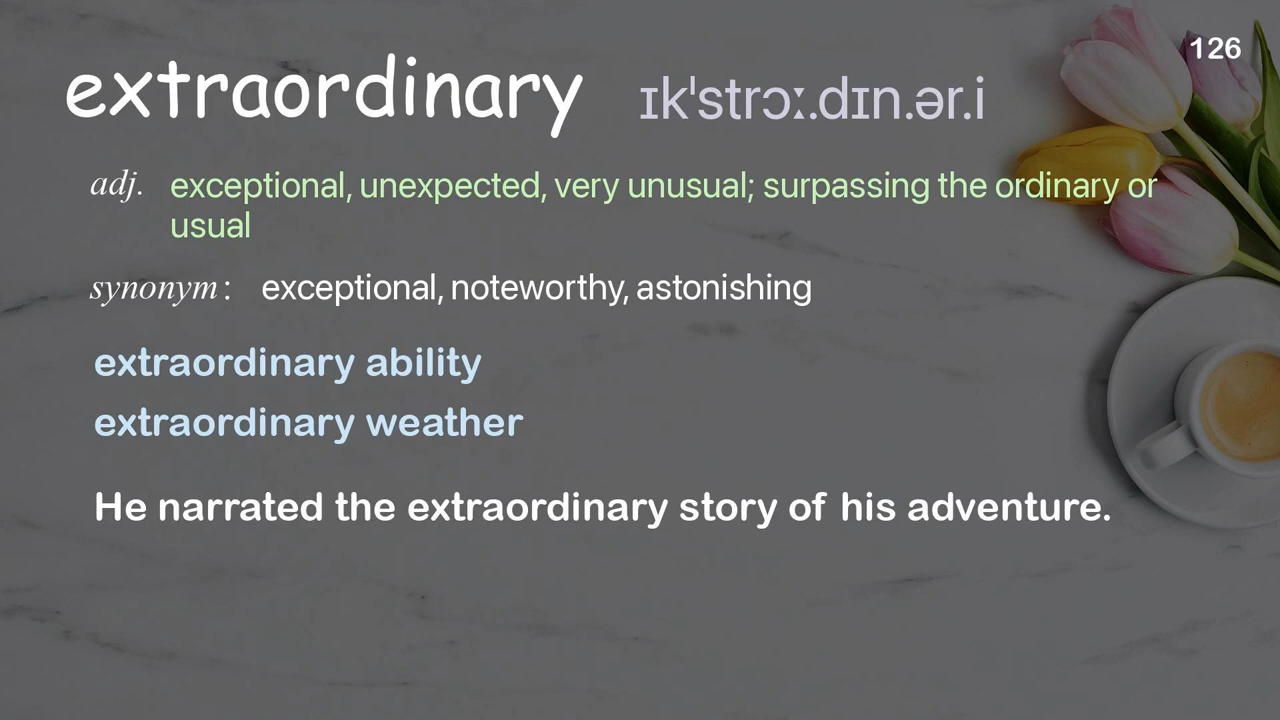 126
extraordinary ɪkˈstrɔː.dɪn.ər.i
adj. exceptional, unexpected, very unusual; surpassing the ordinary or
usual
synonym: exceptional, noteworthy, astonishing
extraordinary ability
extraordinary weather
He narrated the extraordinary story of his adventure.